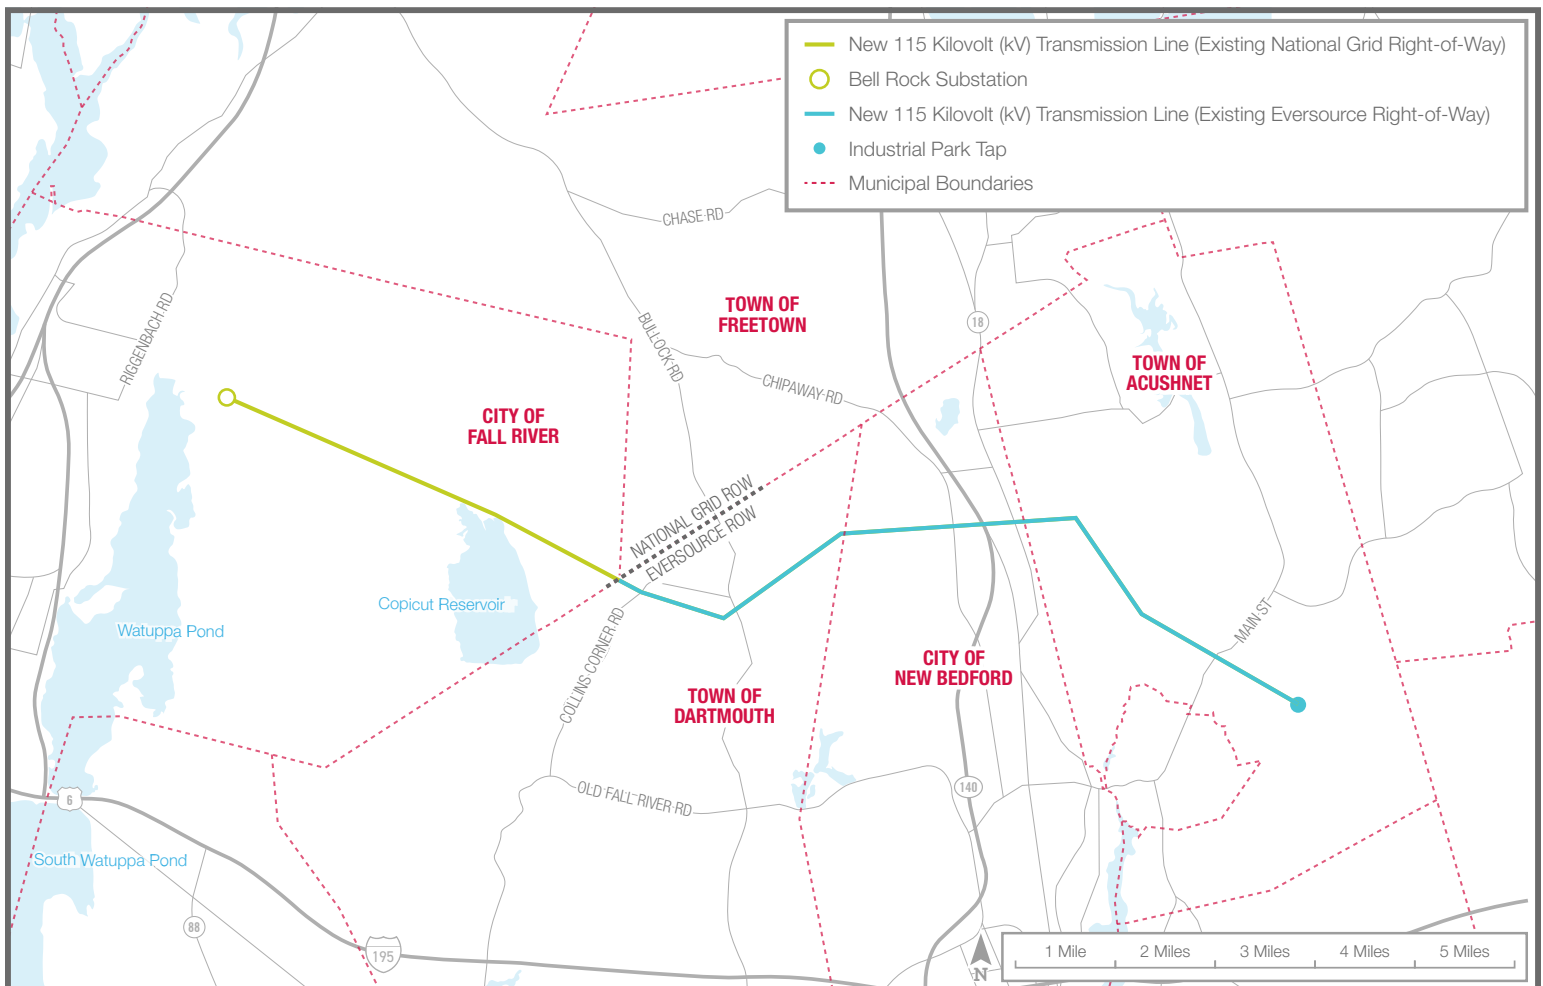 New 115 Kilovolt (kV) Transmission Line (Existing National Grid Right-of-Way)
Bell Rock Substation
New 115 Kilovolt (kV) Transmission Line (Existing Eversource Right-of-Way)
Industrial Park Tap
Municipal Boundaries
CHASE RD
RIGGENBACH RD
BULLOCK RD
TOWN OF
FREETOWN
18
CHIPAWAY RD
TOWN OF
ACUSHNET
CITY OF
FALL RIVER
NATIONAL GRID ROW
EVERSOURCE ROW
Copicut Reservoir
Watuppa Pond
COLLINS CORNER RD
MAIN ST
CITY OF
NEW BEDFORD
TOWN OF
DARTMOUTH
OLD FALL RIVER RD
140
6
South Watuppa Pond
88
195
N
1 Mile
2 Miles
3 Miles
4 Miles
5 Miles